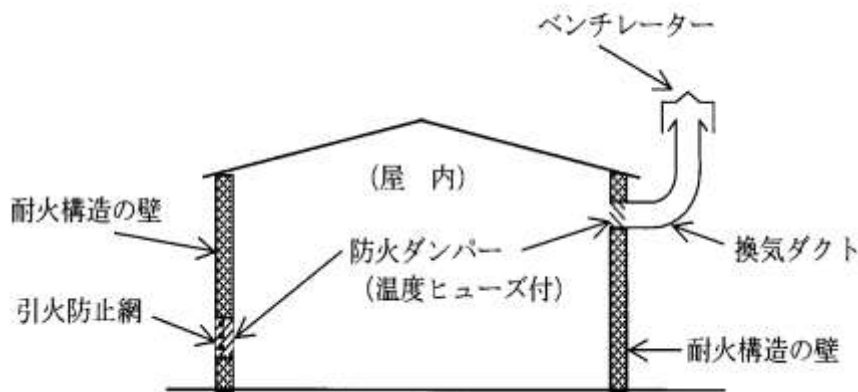 ベンチレーター
(屋 内)
耐火構造の壁
防火ダンパー
(温度ヒューズ付)
換気ダクト
引火防止網
耐火構造の壁